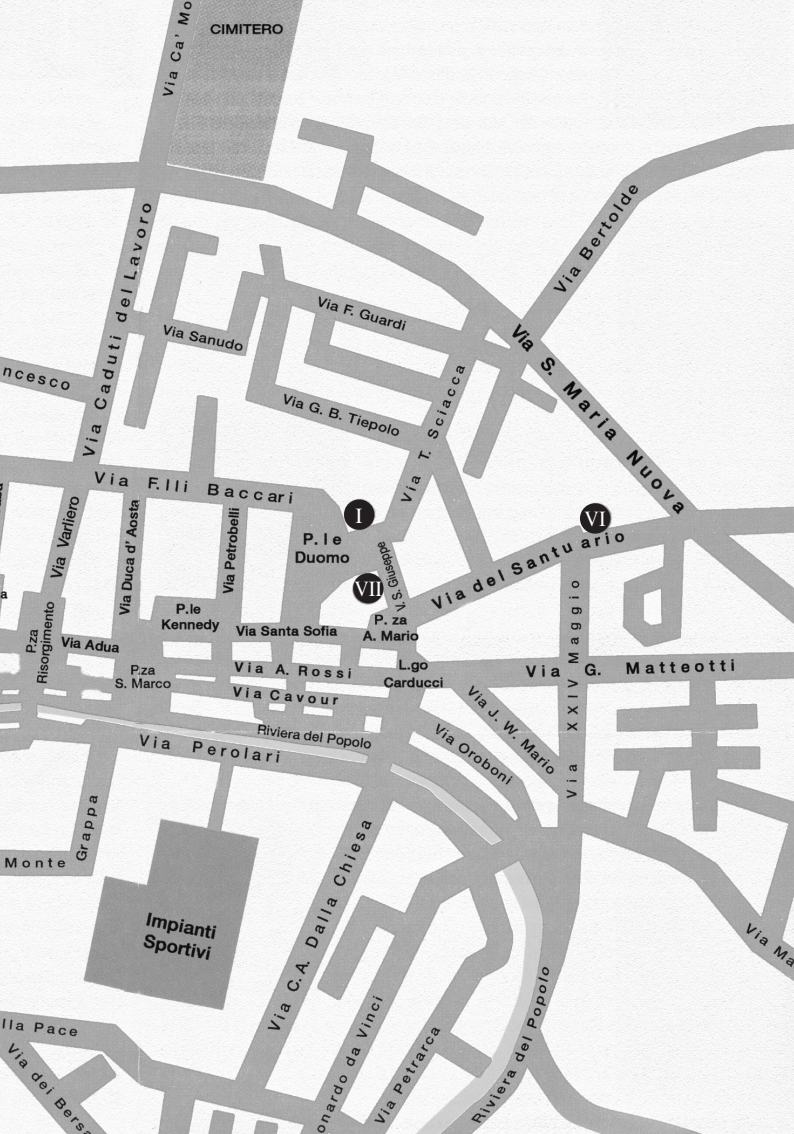 CIMITERO
Via Ca' Mo
Via Bertolde
Via Caduti del Lavoro
Via F. Guardi
Via Sanudo
Via S. Maria Nuova
ncesco
Via G. B. Tiepolo
Via T. Sciacca
Via F.lli Baccari
I
VI
P.le
Duomo
Via Varliero
Via Duca d' Aosta
Via Petrobelli
V. S. Giuseppe
VII
Via del Santuario
a
P.le
Kennedy
P.za
Risorgimento
Via Adua
Via Santa Sofia
P. za
A. Mario
P.za
S. Marco
Via A. Rossi
L.go
Carducci
Via G. Matteotti
Via XXIV Maggio
Via Cavour
Via J. W. Mario
Riviera del Popolo
Via Oroboni
Via Perolari
Monte
Grappa
Via C.A. Dalla Chiesa
Impianti
Sportivi
Via Ma
lla Pace
Via dei Bersa
onardo da Vinci
Via Petrarca
Riviera del Popolo